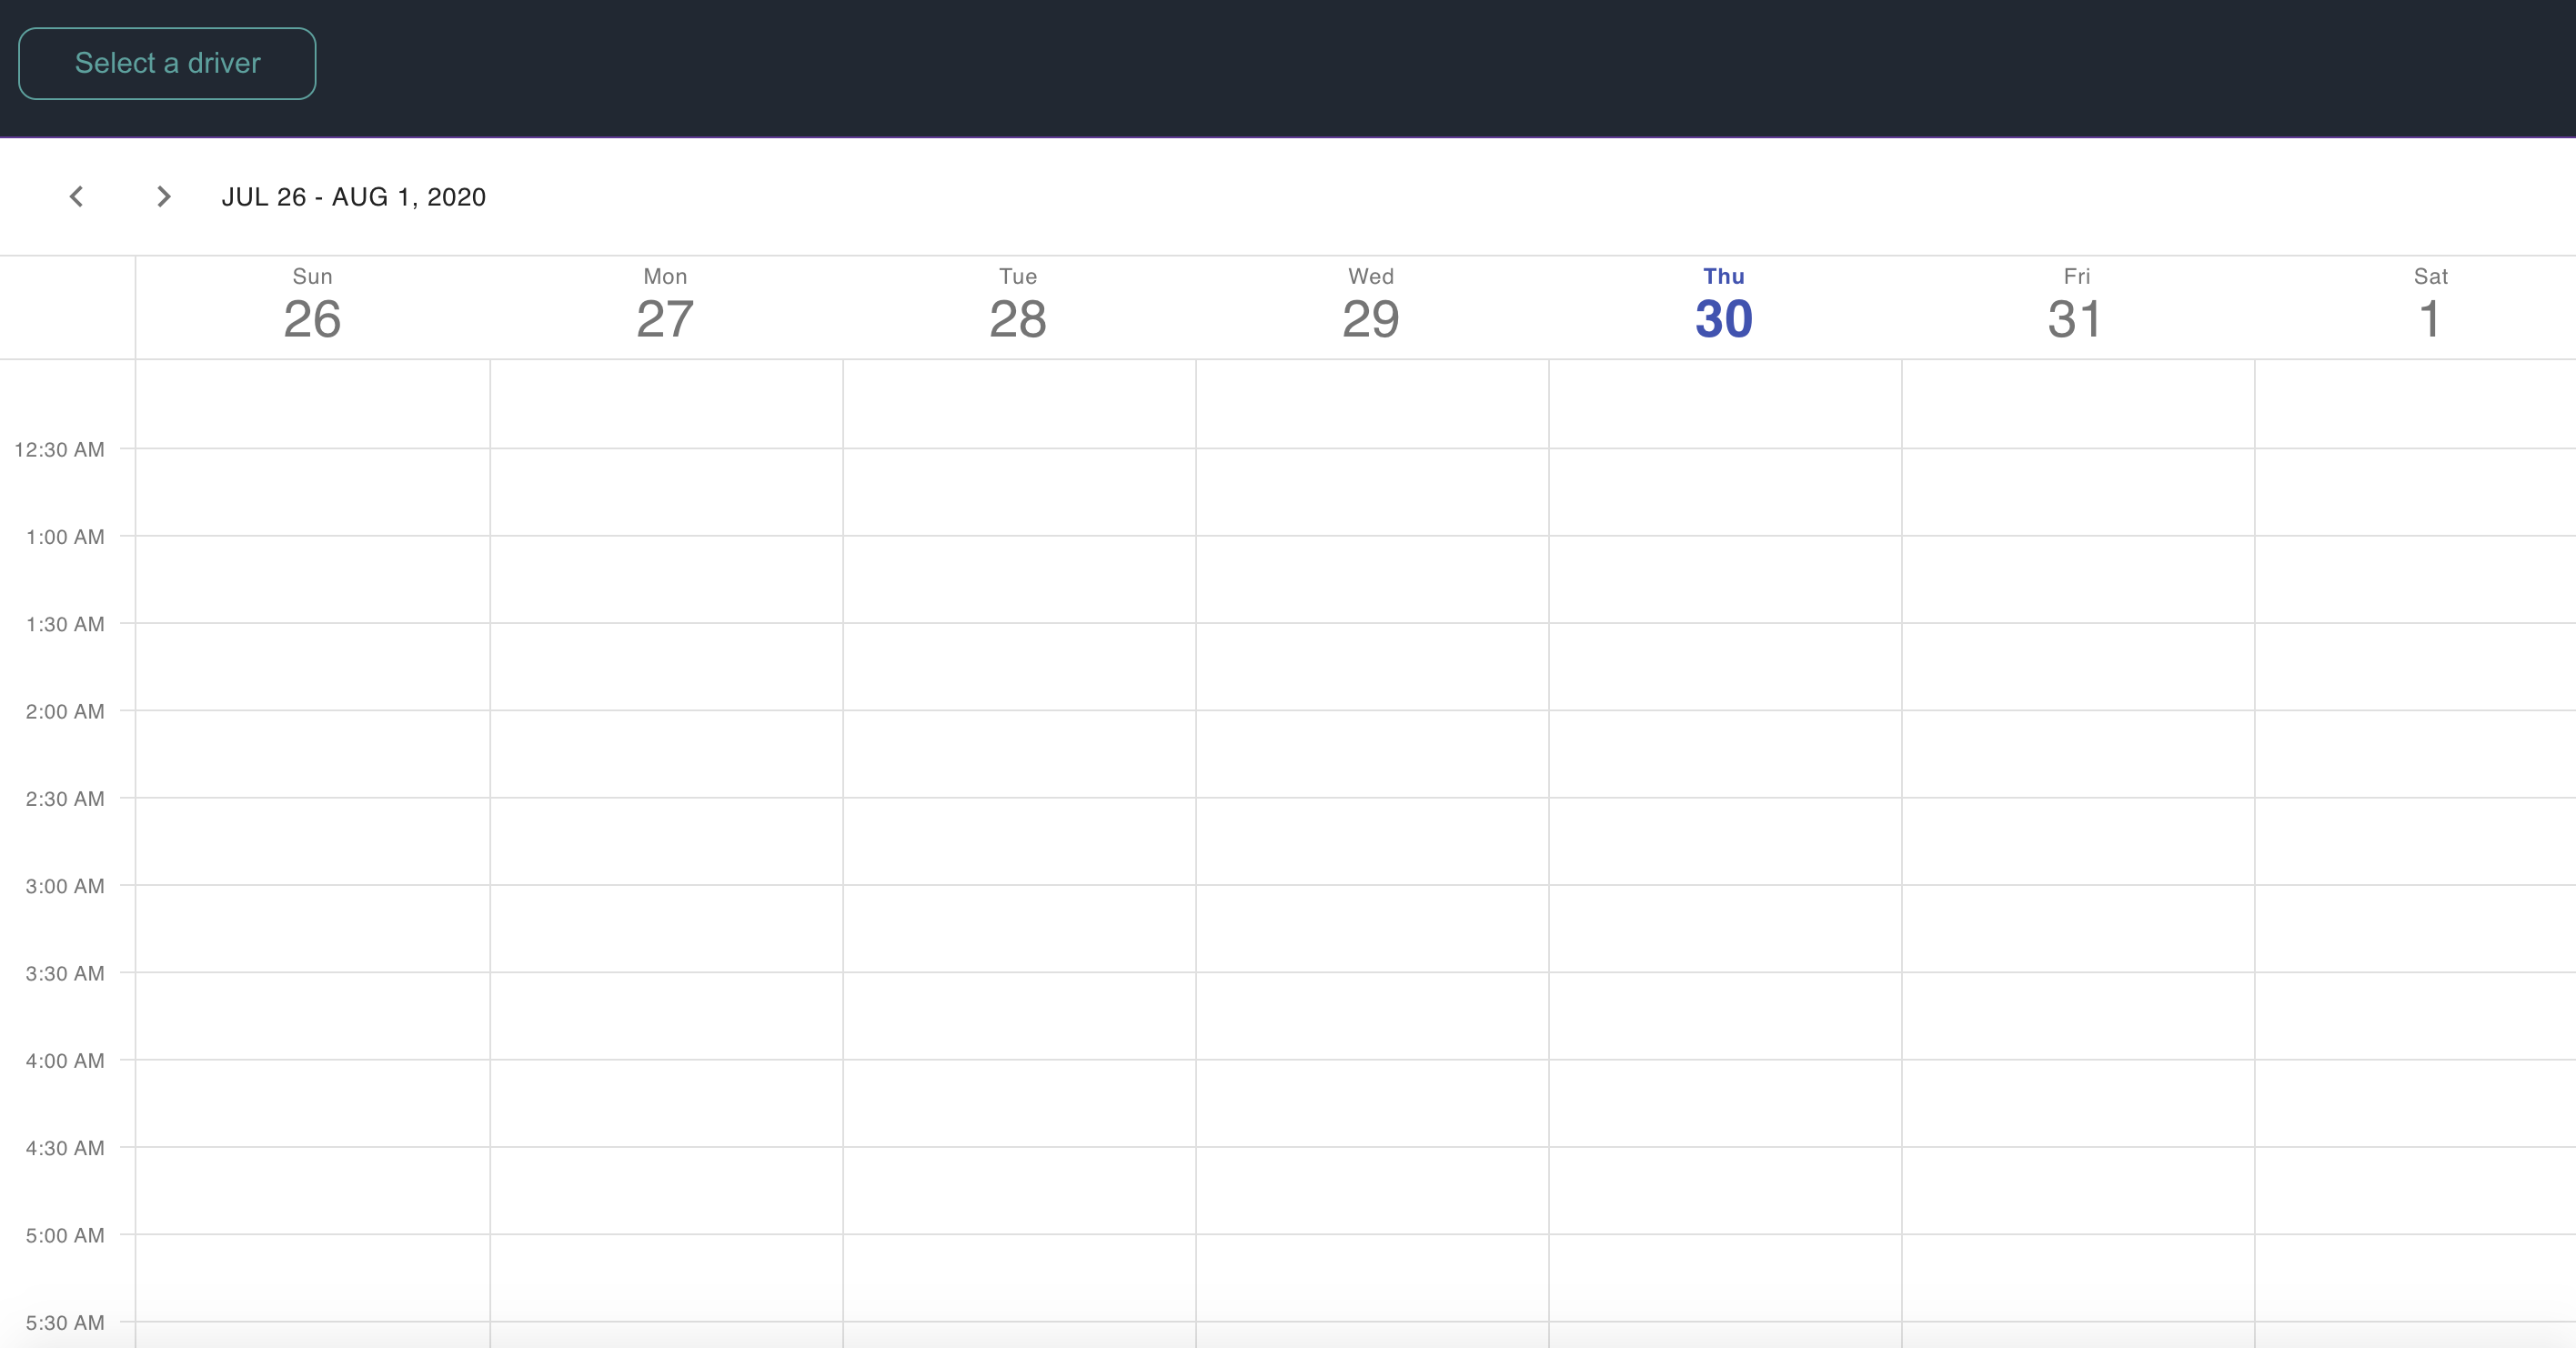 Select a driver
JUL 26 - AUG 1, 2020
Sun Mon Tue Wed Thu Fri Sat
26 27 28 29 30 31 1
12:30 AM
1:00 AM
1:30 AM
2:00 AM
2:30 AM
3:00 AM
3:30 AM
4:00 AM
4:30 AM
5:00 AM
5:30 AM